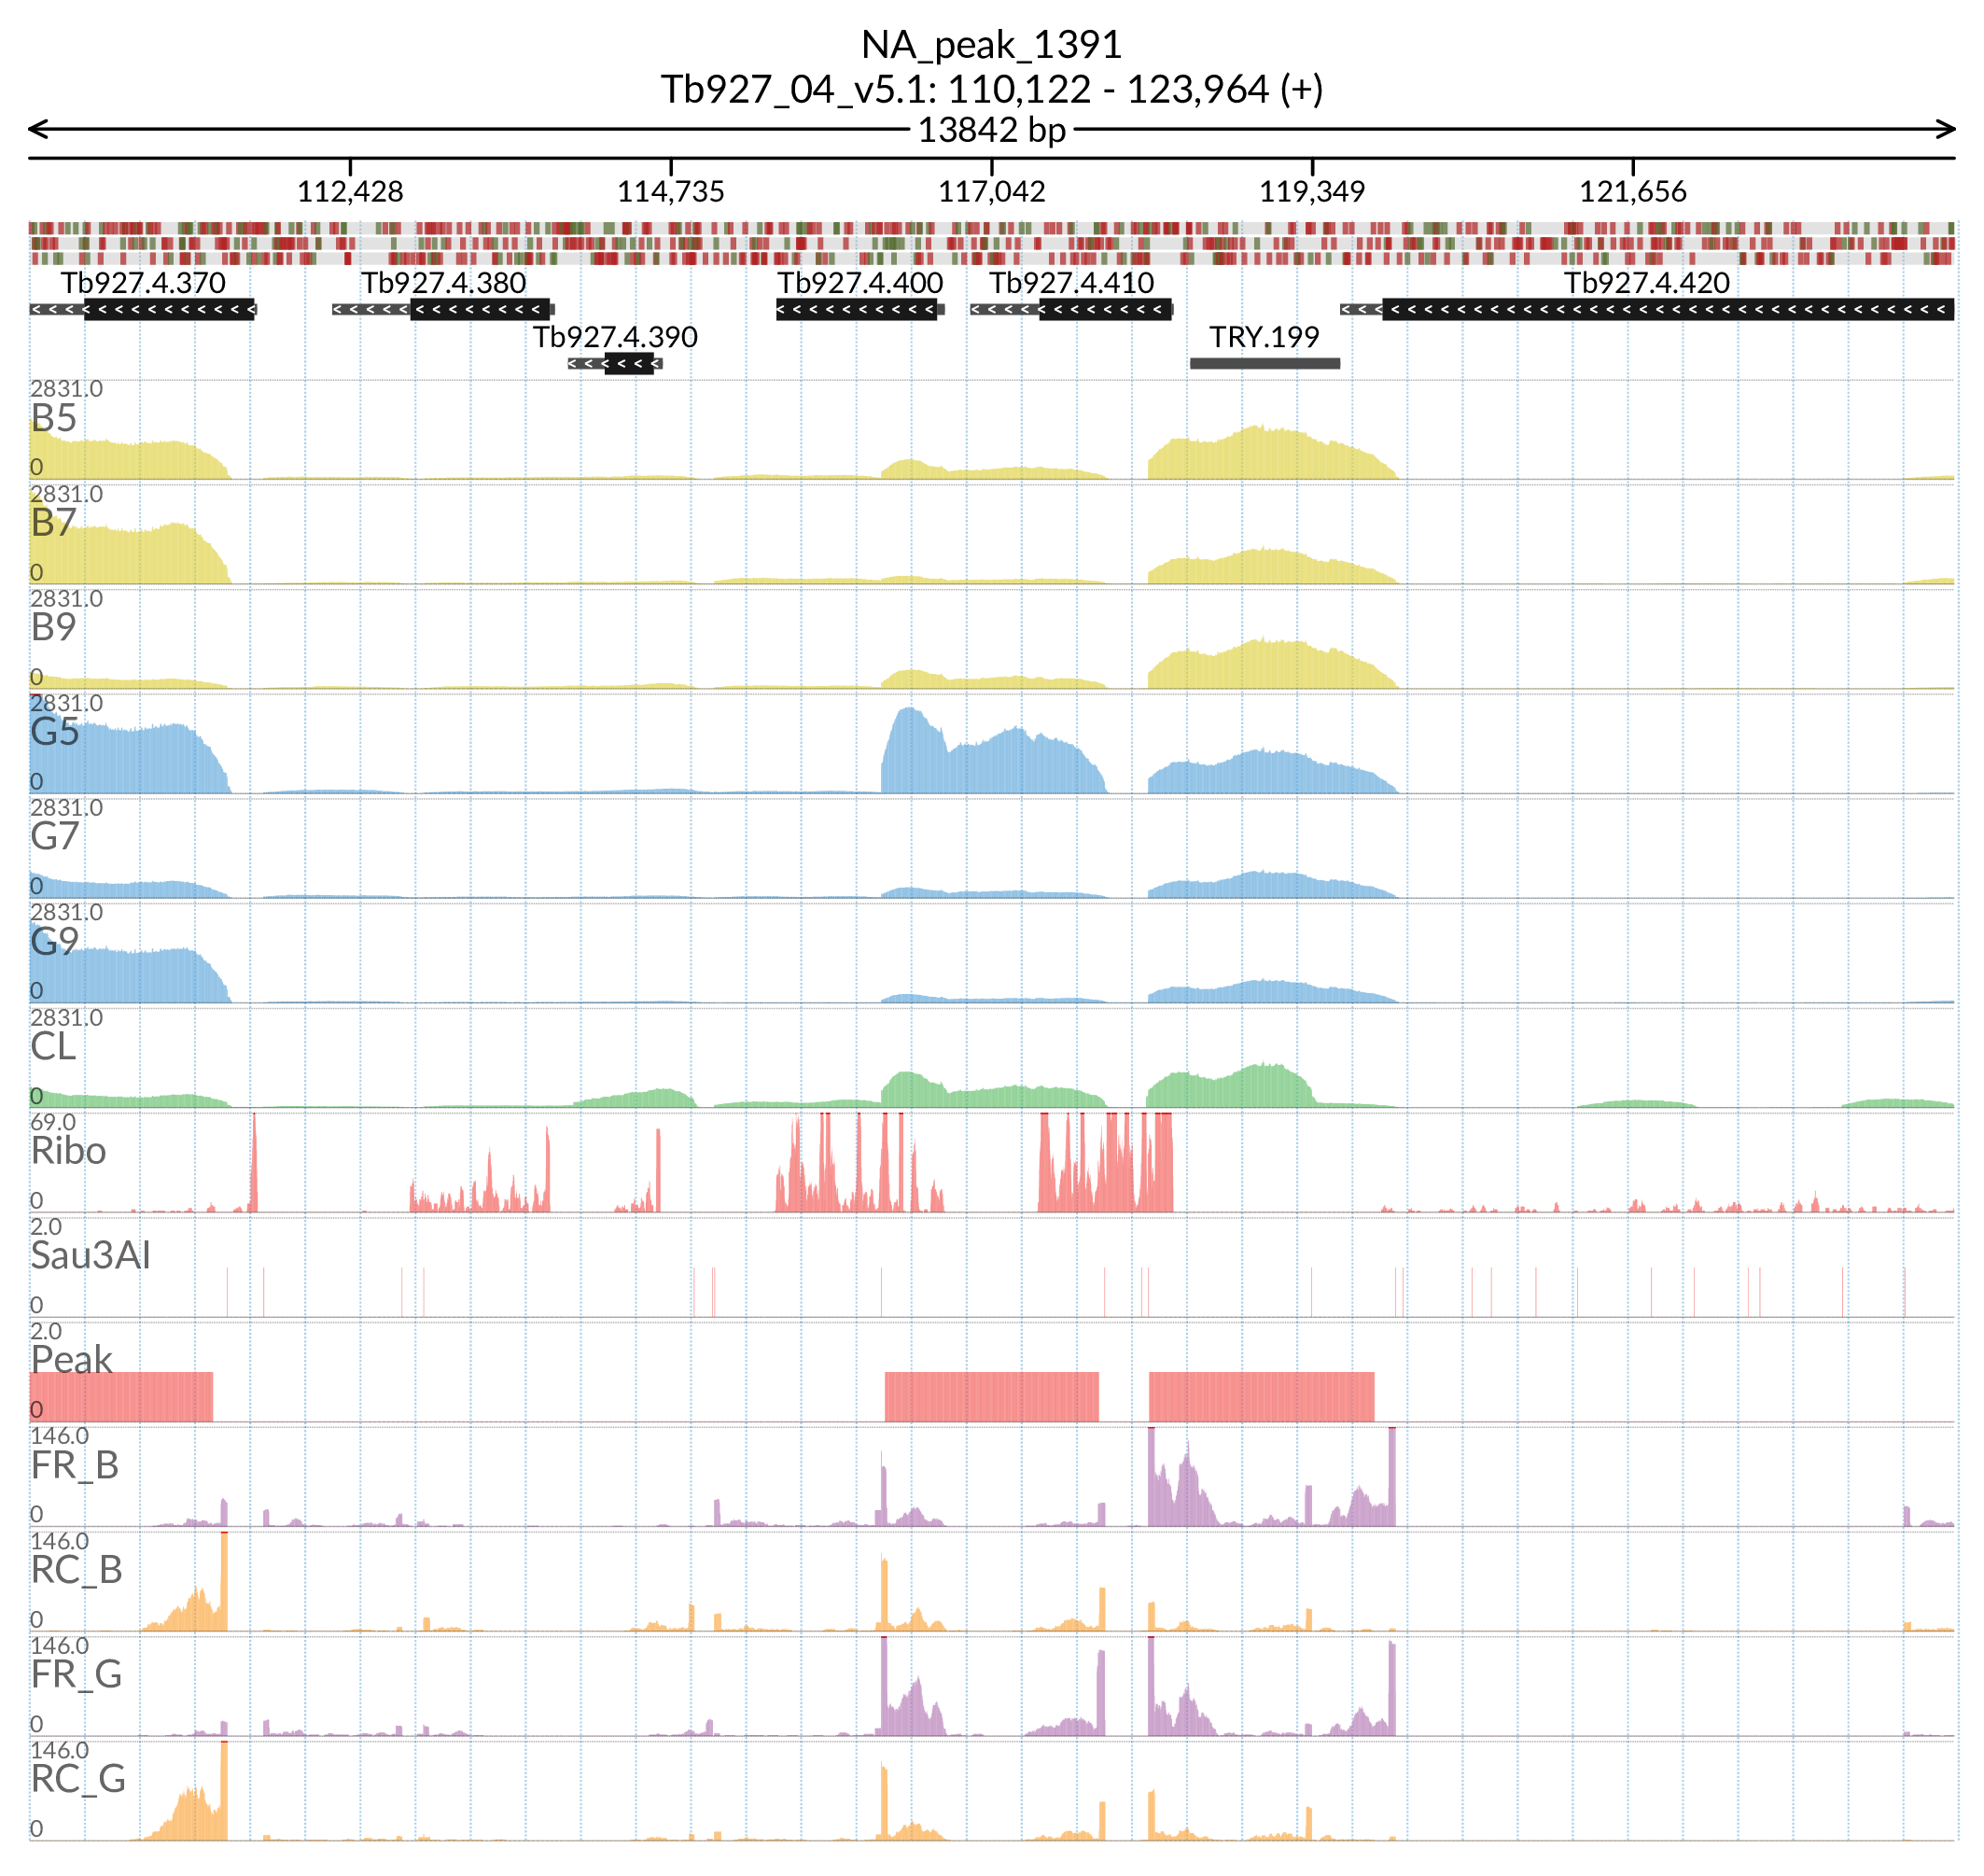 NA_peak_1391
Tb927_04_v5.1: 110,122 - 123,964 (+)
13842 bp
112,428 114,735 117,042 119,349 121,656
Tb927.4.370 Tb927.4.380 Tb927.4.400 Tb927.4.410 Tb927.4.420
Tb927.4.390 TRY.199
2831.0
B5
0
2831.0
B7
0
2831.0
B9
0
2831.0
G5
0
2831.0
G7
0
2831.0
G9
0
2831.0
CL
0
69.0
Ribo
0
2.0
Sau3AI
0
2.0
Peak
0
146.0
FR_B
0
146.0
RC_B
0
146.0
FR_G
0
146.0
RC_G
0